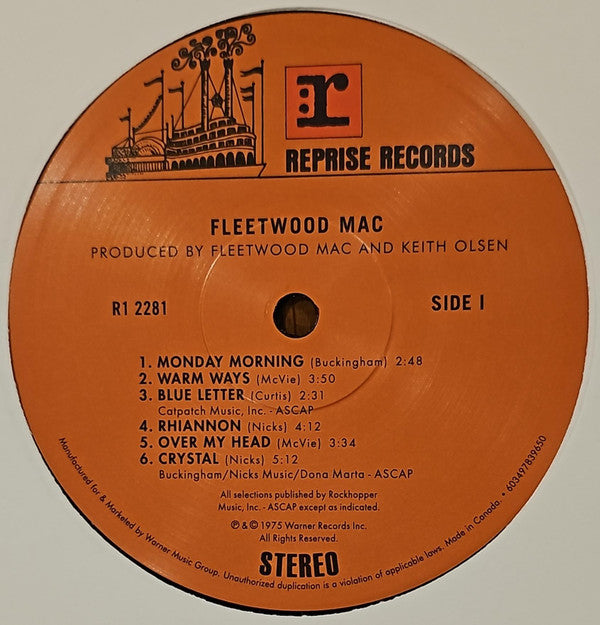 r
REPRISE RECORDS
FLEETWOOD MAC
PRODUCED BY FLEETWOOD MAC AND KEITH OLSEN
R1 2281
SIDE I
1. MONDAY MORNING (Buckingham) 2:48
2. WARM WAYS (McVie) 3:50
3. BLUE LETTER (Curtis) 2:31
Catpatch Music, Inc. - ASCAP
4. RHIANNON (Nicks) 4:12
5. OVER MY HEAD (McVie) 3:34
6. CRYSTAL (Nicks) 5:12
Buckingham/Nicks Music/Dona Marta - ASCAP
All selections published by Rockhopper
Music, Inc. - ASCAP except as indicated.
℗ & © 1975 Warner Records Inc.
All Rights Reserved.
STEREO
Manufactured for & Marketed by Warner Music Group. Unauthorized duplication is a violation of applicable laws. Made in Canada. • 603497839650